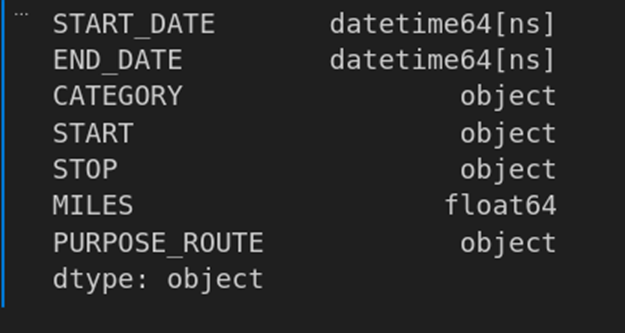 START_DATE datetime64[ns]
END_DATE datetime64[ns]
CATEGORY object
START object
STOP object
MILES float64
PURPOSE_ROUTE object
dtype: object